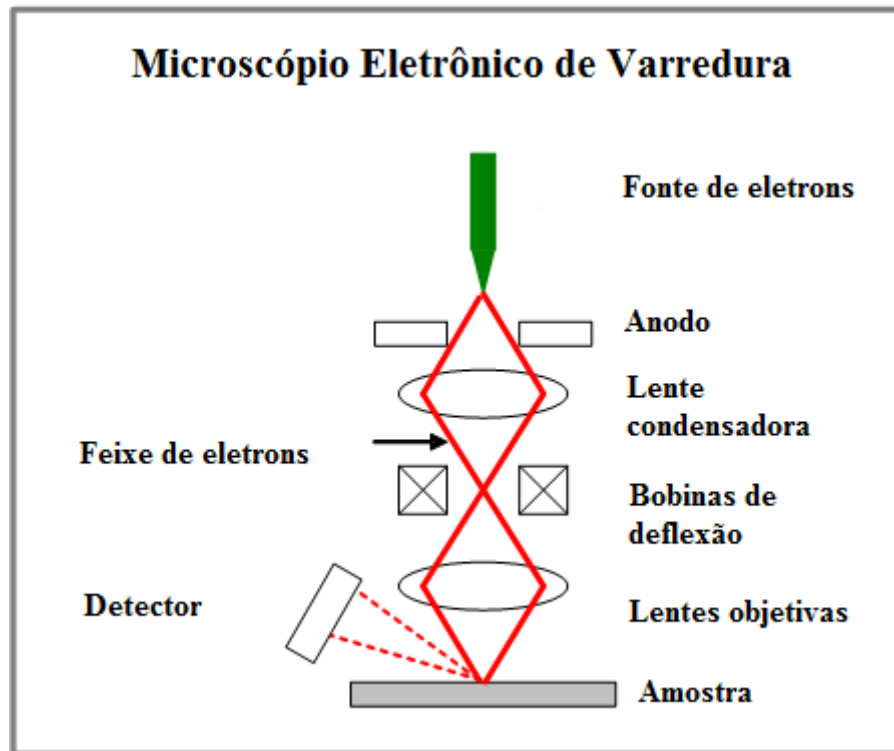 Microscópio Eletrônico de Varredura
Fonte de eletrons
Anodo
Lente
condensadora
Feixe de eletrons
Bobinas de
deflexão
Detector
Lentes objetivas
Amostra